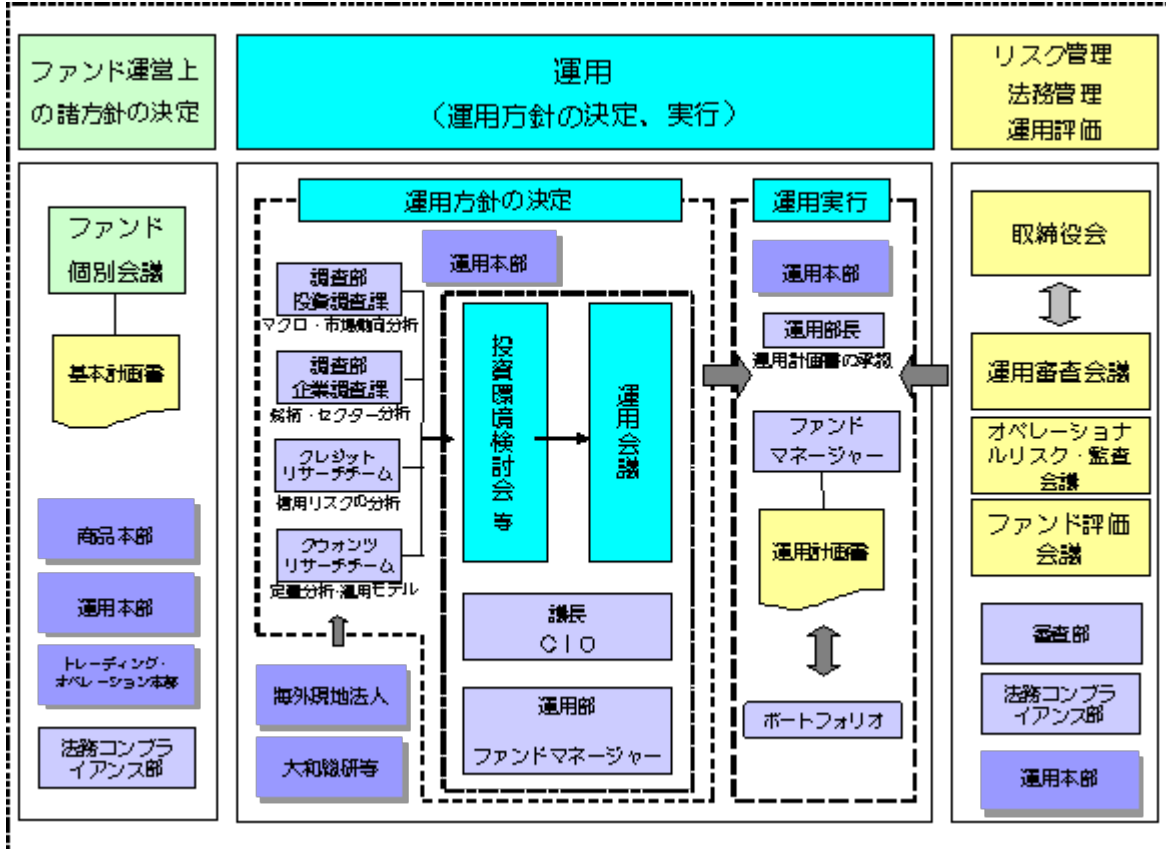 ファンド運営上
の諸方針の決定
ファンド
個別会議
基本計画書
商品本部
運用本部
トレーディング・
オペレーション本部
法務コンプラ
イアンス部
運用
（運用方針の決定、実行）
運用方針の決定
運用本部
調査部
投資調査課
マクロ・市場動向分析
調査部
企業調査課
銘柄・セクター分析
クレジット
リサーチチーム
信用リスクの分析
クウォンツ
リサーチチーム
定量分析・運用モデル
海外現地法人
大和総研等
投資環境検討会等
運用会議
議長
ＣＩＯ
運用部
ファンドマネージャー
運用実行
運用本部
運用部長
運用計画書の承認
ファンド
マネージャー
運用計画書
ポートフォリオ
リスク管理
法務管理
運用評価
取締役会
運用審査会議
オペレーショナ
ルリスク・監査
会議
ファンド評価
会議
審査部
法務コンプラ
イアンス部
運用本部